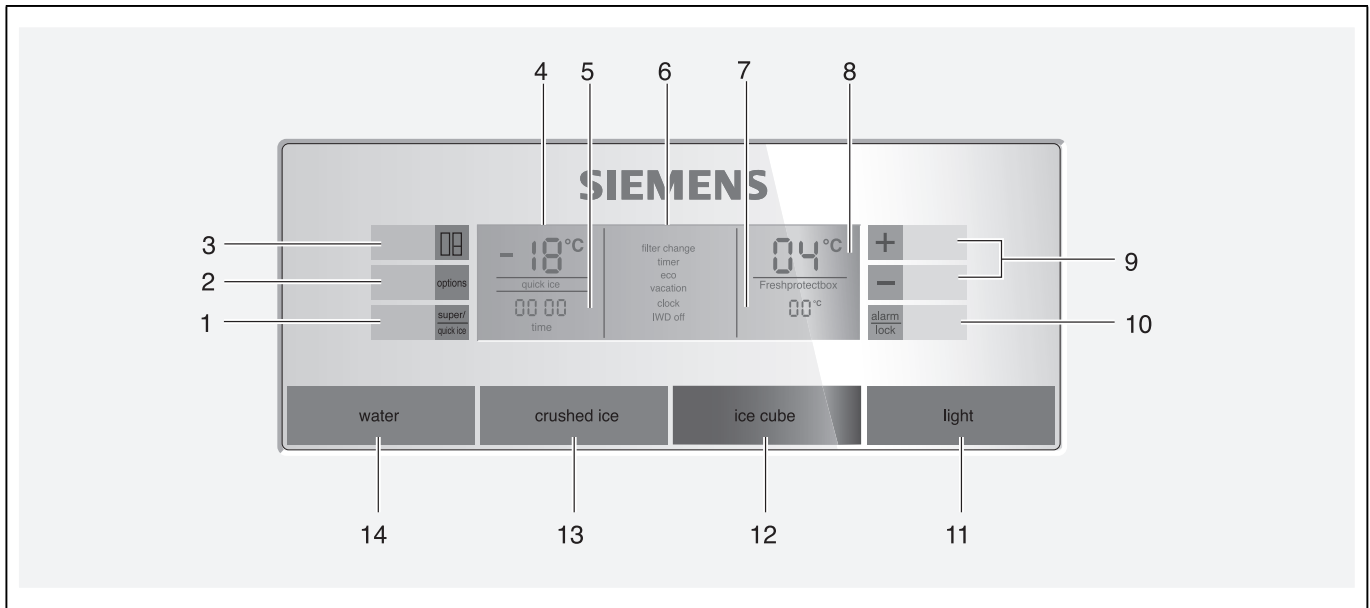 4 5 6 7 8
SIEMENS
3
2 options
1 super/
quick ice
-18°C
quick ice
00 00
time
filter change
timer
eco
vacation
clock
IWD off
04°C
Freshprotectbox
00°C
+
−
9
alarm
lock
10
water crushed ice ice cube light
14 13 12 11